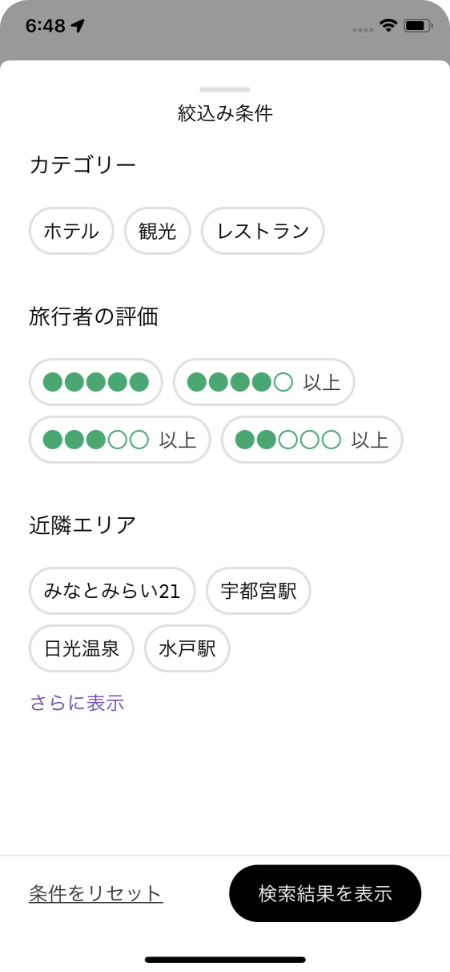 6:48
絞込み条件
カテゴリー
ホテル 観光 レストラン
旅行者の評価
以上
以上 以上
近隣エリア
みなとみらい21 宇都宮駅
日光温泉 水戸駅
さらに表示
条件をリセット 検索結果を表示